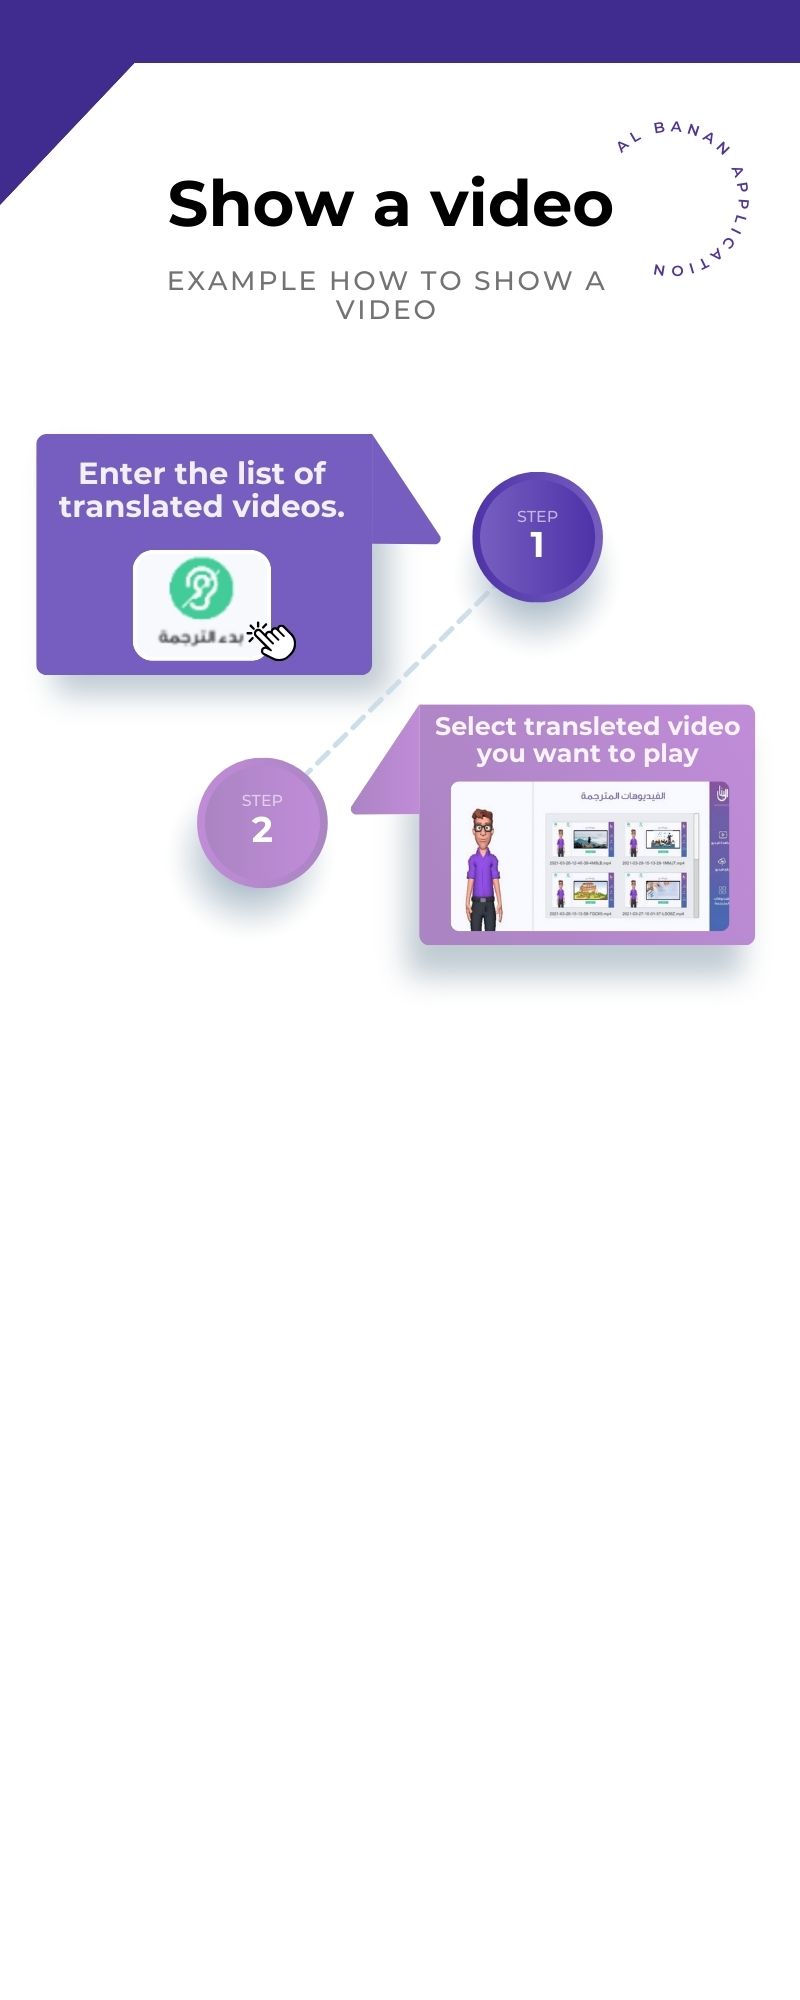 AL BANAN APPLICATION
Show a video
EXAMPLE HOW TO SHOW A
VIDEO
Enter the list of
translated videos.
بدء الترجمة
STEP
1
Select transleted video
you want to play
الفيديوهات المترجمة
STEP
2